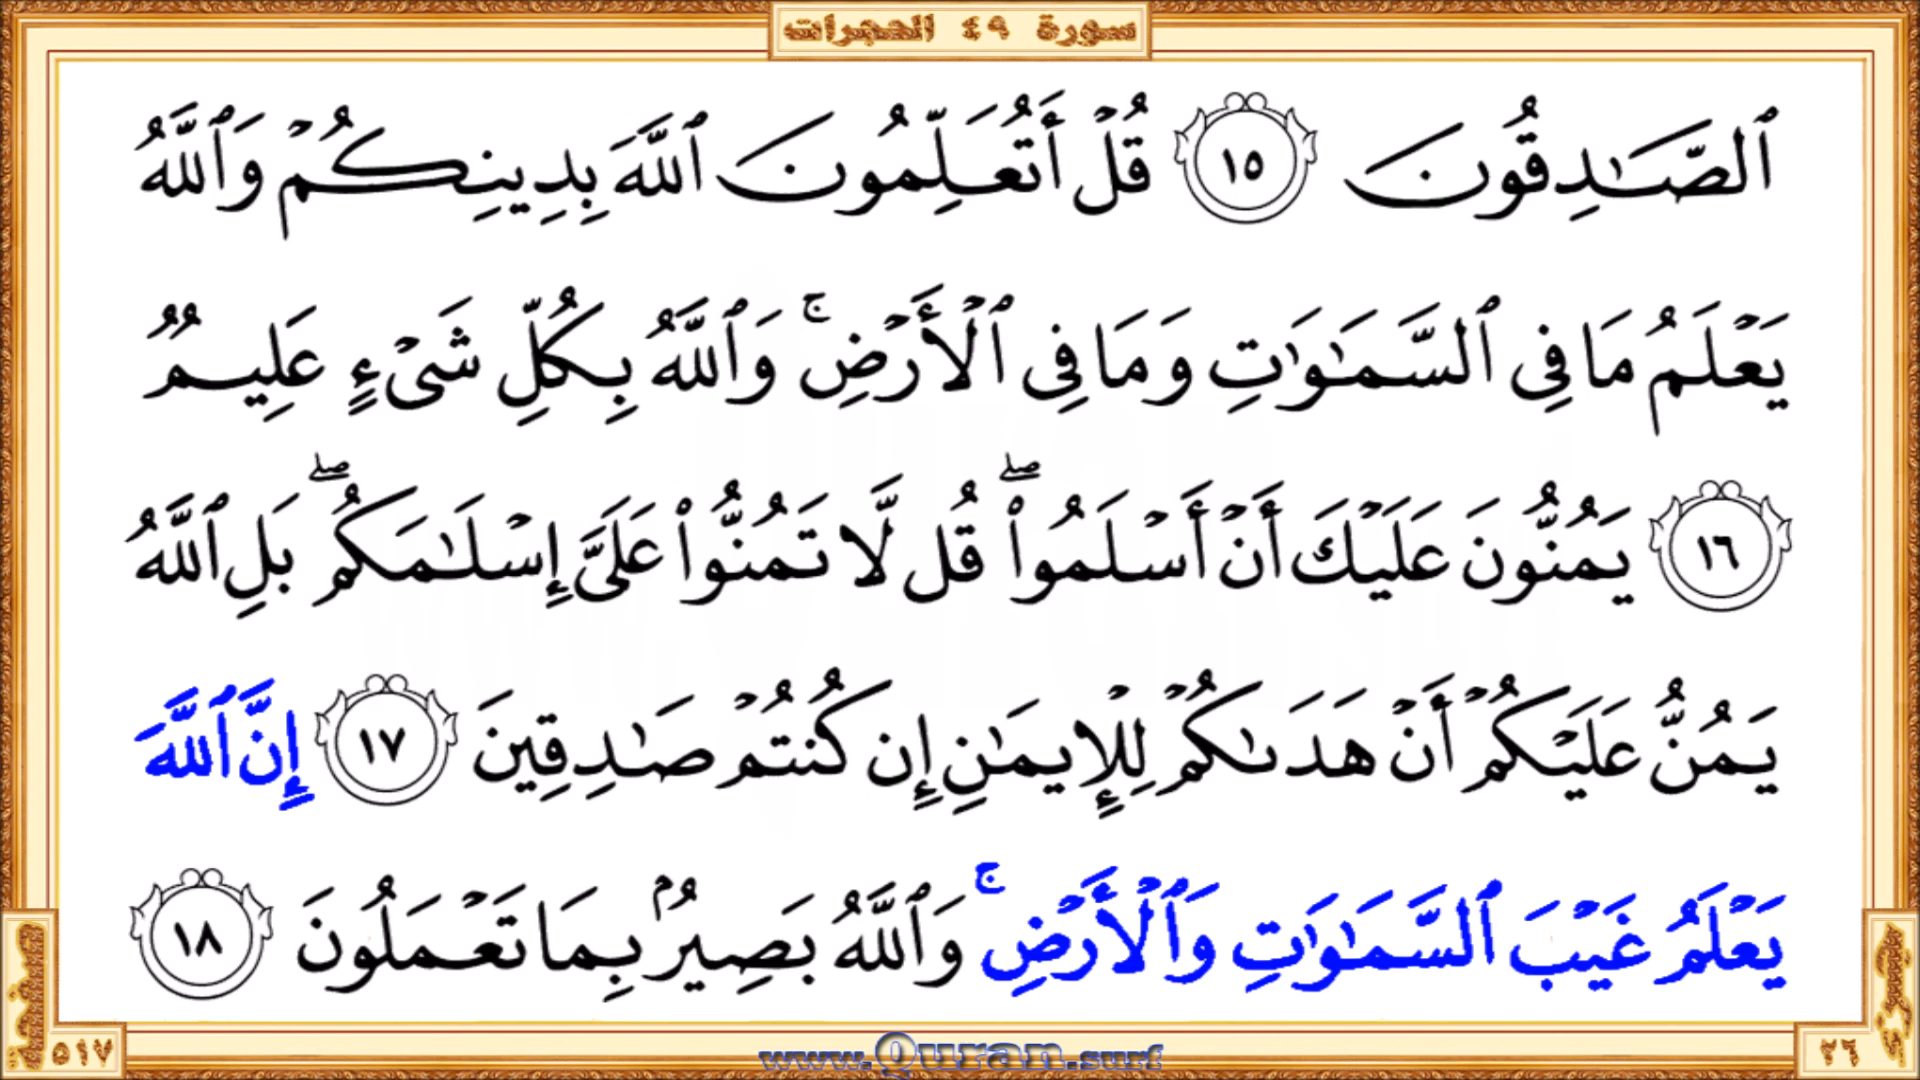 سورة ٤٩ الحجرات
ٱلصَّـٰدِقُونَ ١٥ قُلْ أَتُعَلِّمُونَ ٱللَّهَ بِدِينِكُمْ وَٱللَّهُ
يَعْلَمُ مَا فِى ٱلسَّمَـٰوَٰتِ وَمَا فِى ٱلْأَرْضِ ۚ وَٱللَّهُ بِكُلِّ شَىْءٍ عَلِيمٌ
١٦ يَمُنُّونَ عَلَيْكَ أَنْ أَسْلَمُوا۟ ۖ قُل لَّا تَمُنُّوا۟ عَلَىَّ إِسْلَـٰمَكُم ۖ بَلِ ٱللَّهُ
يَمُنُّ عَلَيْكُمْ أَنْ هَدَىٰكُمْ لِلْإِيمَـٰنِ إِن كُنتُمْ صَـٰدِقِينَ ١٧ إِنَّ ٱللَّهَ
يَعْلَمُ غَيْبَ ٱلسَّمَـٰوَٰتِ وَٱلْأَرْضِ ۚ وَٱللَّهُ بَصِيرٌۢ بِمَا تَعْمَلُونَ ١٨
صفحة ٥١٧
www.Quran.surf
٢٦